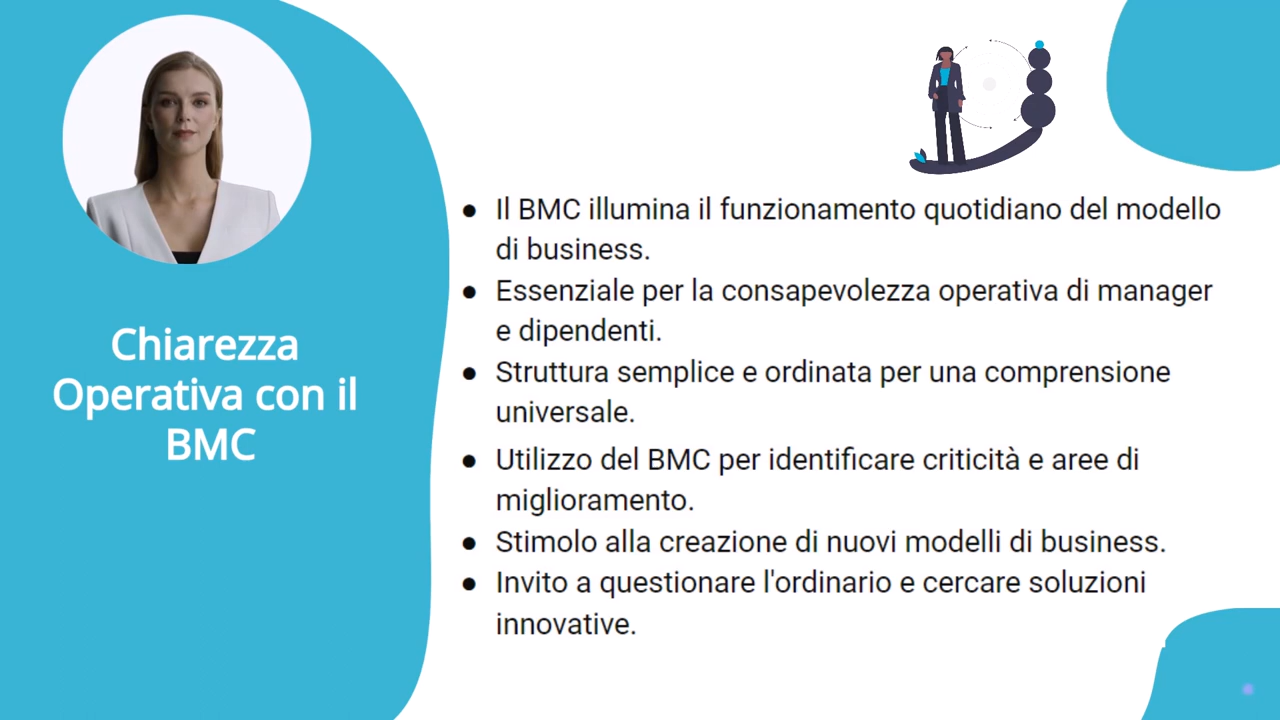 Chiarezza
Operativa con il
BMC
● Il BMC illumina il funzionamento quotidiano del modello
di business.
● Essenziale per la consapevolezza operativa di manager
e dipendenti.
● Struttura semplice e ordinata per una comprensione
universale.
● Utilizzo del BMC per identificare criticità e aree di
miglioramento.
● Stimolo alla creazione di nuovi modelli di business.
● Invito a questionare l'ordinario e cercare soluzioni
innovative.